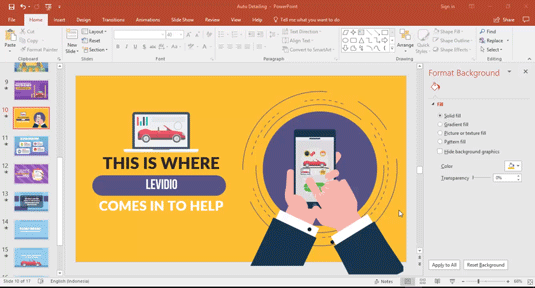 Auto Detailing - PowerPoint
Sign in
File Home Insert Design Transitions Animations Slide Show Review View Help Tell me what you want to do Share
Paste
Cut
Copy
Format Painter
Clipboard
New Slide
Layout
Reset
Section
Slides
Font
Text Direction
Align Text
Convert to SmartArt
Paragraph
Arrange
Quick Styles
Shape Fill
Shape Outline
Shape Effects
Drawing
Find
Replace
Select
Editing
9
10
11
12
13
14
15
THIS IS WHERE
LEVIDIO
COMES IN TO HELP
Format Background
Fill
Solid fill
Gradient fill
Picture or texture fill
Pattern fill
Hide background graphics
Color
Transparency 0%
Apply to All Reset Background
Slide 10 of 17 English (Indonesia) Notes 68%